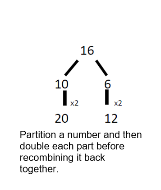 16
10 6
x2 x2
20 12
Partition a number and then
double each part before
recombining it back
together.